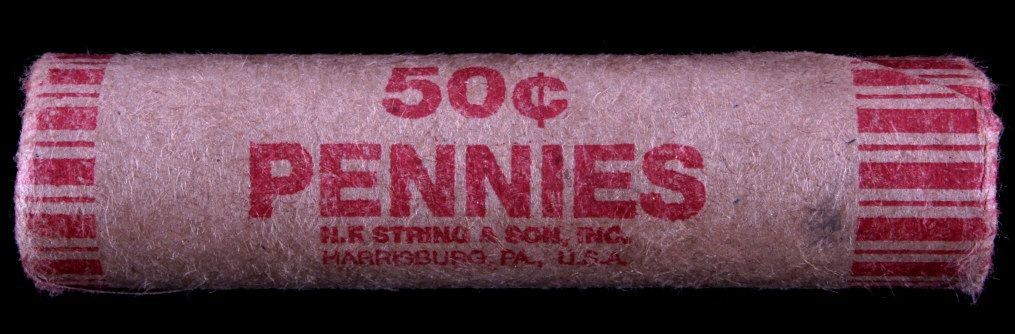 50¢
PENNIES
N.F. STRING & SON, INC.
HARRISBURG, PA., U.S.A.